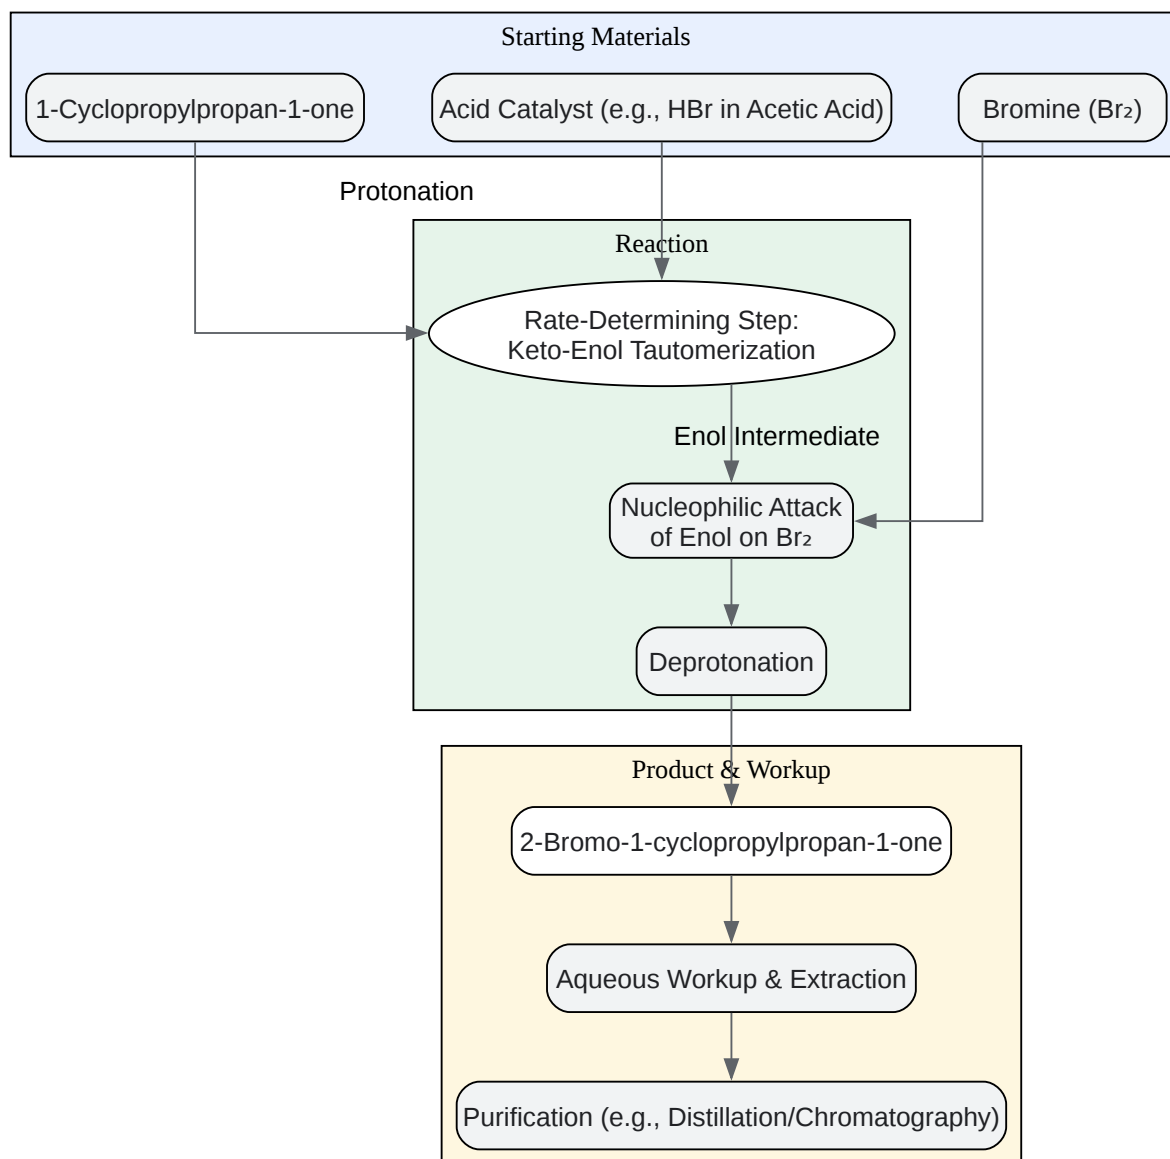 Starting Materials
1-Cyclopropylpropan-1-one
Acid Catalyst (e.g., HBr in Acetic Acid)
Bromine (Br₂)
Protonation
Reaction
Rate-Determining Step:
Keto-Enol Tautomerization
Enol Intermediate
Nucleophilic Attack
of Enol on Br₂
Deprotonation
Product & Workup
2-Bromo-1-cyclopropylpropan-1-one
Aqueous Workup & Extraction
Purification (e.g., Distillation/Chromatography)